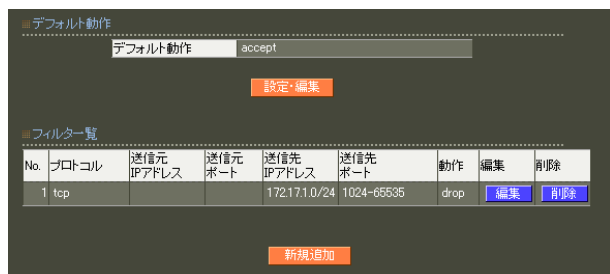 デフォルト動作
デフォルト動作 accept
設定・編集
フィルター覧
No. プロトコル 送信元IPアドレス 送信元ポート 送信先IPアドレス 送信先ポート 動作 編集 削除
1 tcp 172.17.1.0/24 1024-65535 drop 編集 削除
新規追加